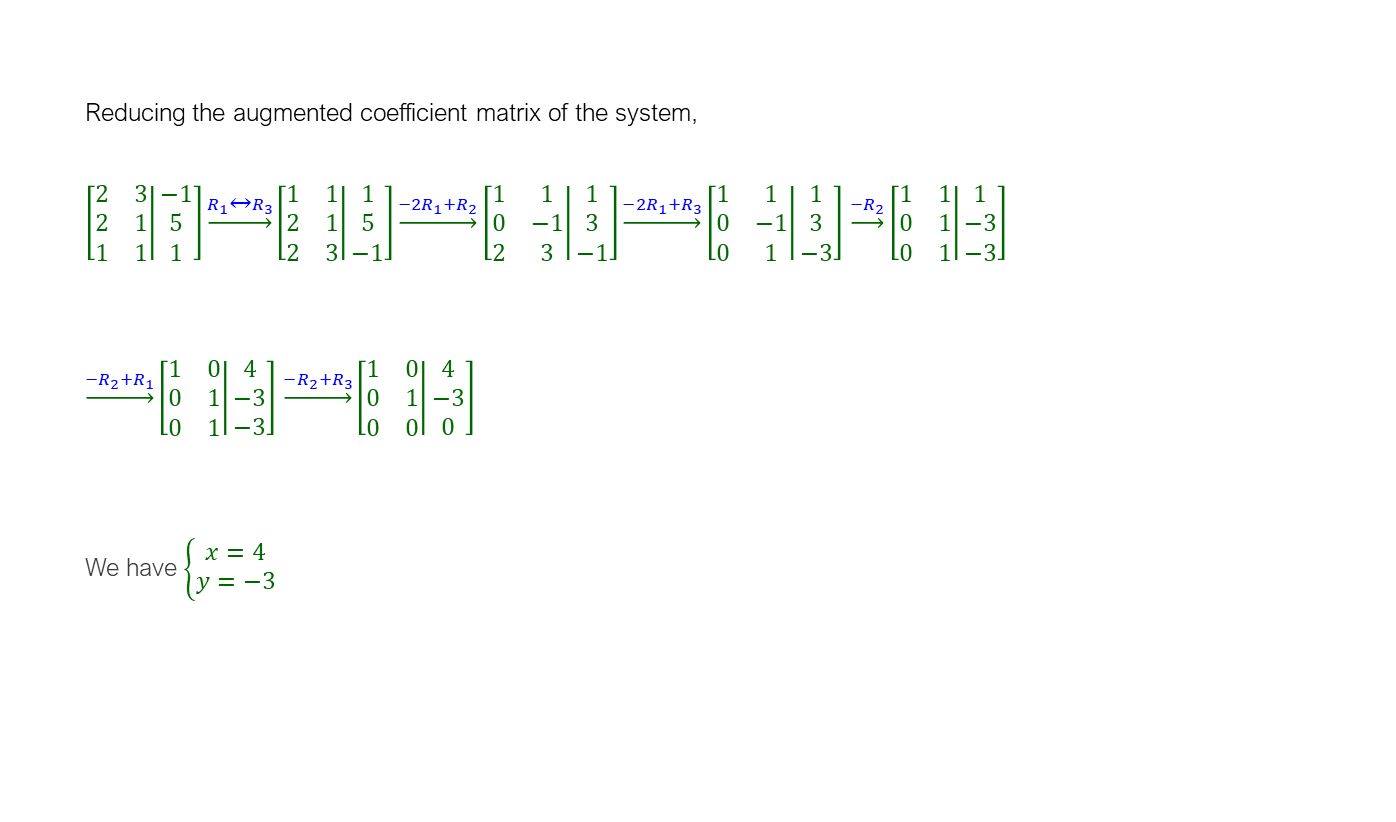 Reducing the augmented coefficient matrix of the system,
[2 3| −1; 2 1| 5; 1 1| 1] R₁↔R₃ → [1 1| 1; 2 1| 5; 2 3| −1] −2R₁+R₂ → [1 1| 1; 0 −1| 3; 2 3| −1] −2R₁+R₃ → [1 1| 1; 0 −1| 3; 0 1| −3] −R₂ → [1 1| 1; 0 1| −3; 0 1| −3]
−R₂+R₁ → [1 0| 4; 0 1| −3; 0 1| −3] −R₂+R₃ → [1 0| 4; 0 1| −3; 0 0| 0]
We have { x = 4; y = −3